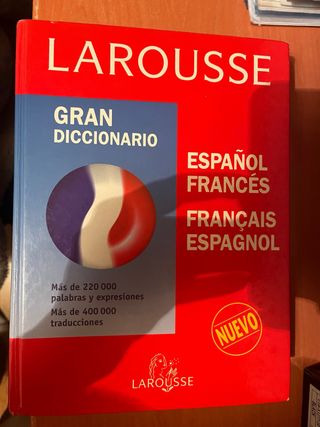 LAROUSSE
GRAN
DICCIONARIO
ESPAÑOL
FRANCÉS
FRANÇAIS
ESPAGNOL
Más de 220 000
palabras y expresiones
Más de 400 000
traducciones
NUEVO
LAROUSSE